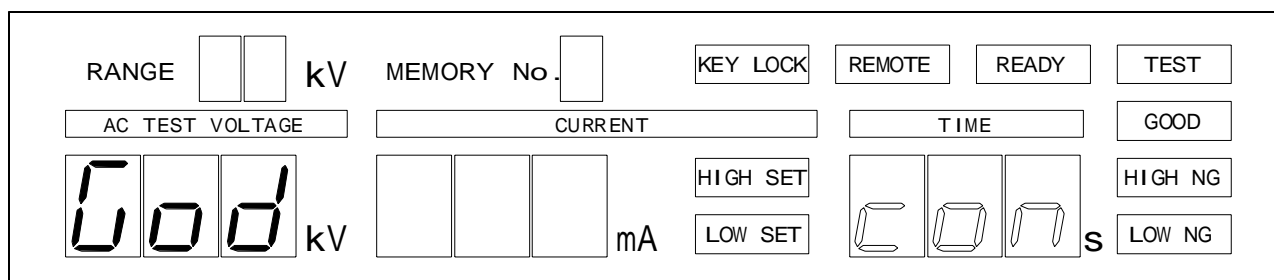 RANGE kV MEMORY No. KEY LOCK REMOTE READY TEST
AC TEST VOLTAGE CURRENT TIME GOOD
God kV mA HIGH SET LOW SET con s HIGH NG LOW NG